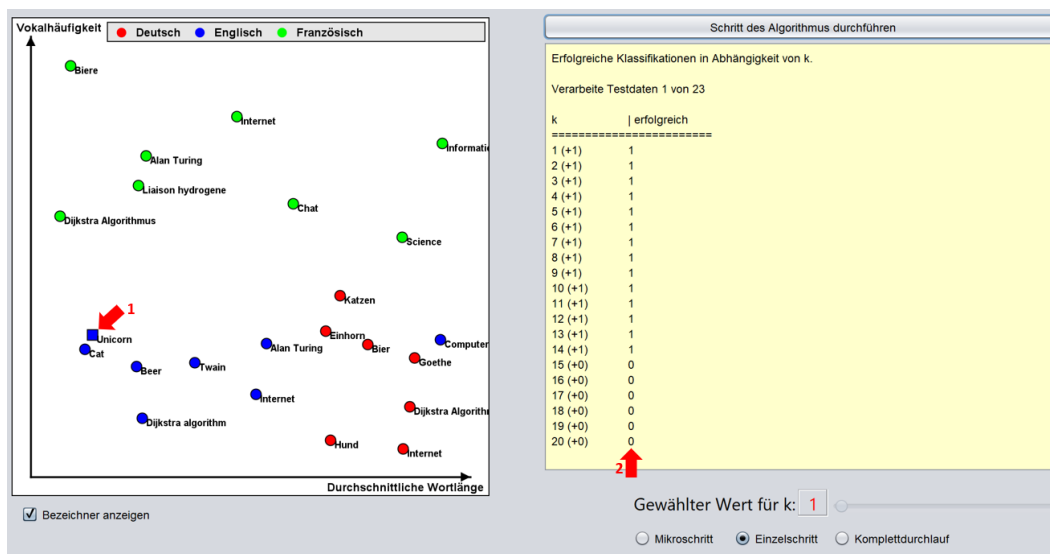 Vokalhäufigkeit
Deutsch Englisch Französisch
Biere
Internet
Informatic
Alan Turing
Liaison hydrogene
Chat
Dijkstra Algorithmus
Science
Katzen
1
Unicorn
Einhorn
Cat
Alan Turing
Bier
Computer
Goethe
Beer
Twain
Internet
Dijkstra algorithm
Dijkstra Algorithm
Hund
Internet
Durchschnittliche Wortlänge
Bezeichner anzeigen
Schritt des Algorithmus durchführen
Erfolgreiche Klassifikationen in Abhängigkeit von k.
Verarbeite Testdaten 1 von 23
k | erfolgreich
=========================
1 (+1) 1
2 (+1) 1
3 (+1) 1
4 (+1) 1
5 (+1) 1
6 (+1) 1
7 (+1) 1
8 (+1) 1
9 (+1) 1
10 (+1) 1
11 (+1) 1
12 (+1) 1
13 (+1) 1
14 (+1) 1
15 (+0) 0
16 (+0) 0
17 (+0) 0
18 (+0) 0
19 (+0) 0
20 (+0) 0
2
Gewählter Wert für k: 1
Mikroschritt Einzelschritt Komplettdurchlauf